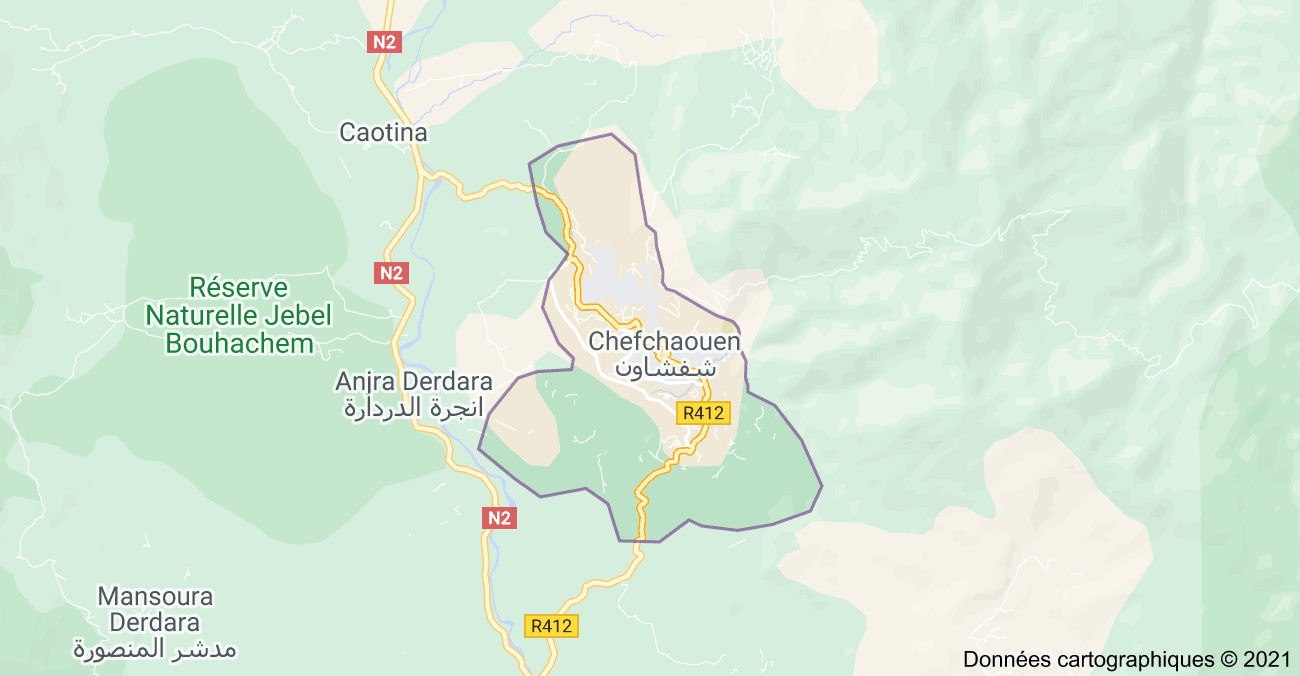 N2
Caotina
N2
Réserve
Naturelle Jebel
Bouhachem
Chefchaouen
شفشاون
Anjra Derdara
انجرة الدردارة
R412
N2
Mansoura
Derdara
مدشر المنصورة
R412
Données cartographiques © 2021